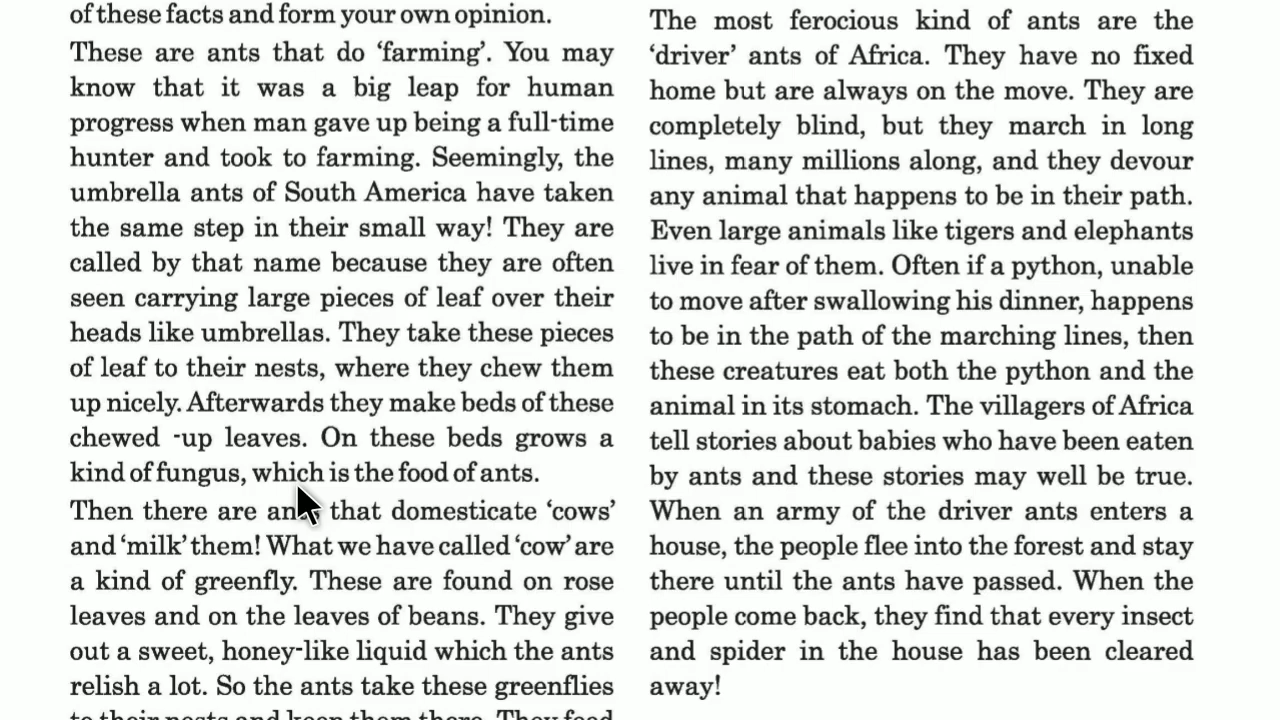 of these facts and form your own opinion.
These are ants that do ‘farming’. You may
know that it was a big leap for human
progress when man gave up being a full-time
hunter and took to farming. Seemingly, the
umbrella ants of South America have taken
the same step in their small way! They are
called by that name because they are often
seen carrying large pieces of leaf over their
heads like umbrellas. They take these pieces
of leaf to their nests, where they chew them
up nicely. Afterwards they make beds of these
chewed -up leaves. On these beds grows a
kind of fungus, which is the food of ants.
Then there are ants that domesticate ‘cows’
and ‘milk’ them! What we have called ‘cow’ are
a kind of greenfly. These are found on rose
leaves and on the leaves of beans. They give
out a sweet, honey-like liquid which the ants
relish a lot. So the ants take these greenflies
to their nests and keep them there. They feed
The most ferocious kind of ants are the
‘driver’ ants of Africa. They have no fixed
home but are always on the move. They are
completely blind, but they march in long
lines, many millions along, and they devour
any animal that happens to be in their path.
Even large animals like tigers and elephants
live in fear of them. Often if a python, unable
to move after swallowing his dinner, happens
to be in the path of the marching lines, then
these creatures eat both the python and the
animal in its stomach. The villagers of Africa
tell stories about babies who have been eaten
by ants and these stories may well be true.
When an army of the driver ants enters a
house, the people flee into the forest and stay
there until the ants have passed. When the
people come back, they find that every insect
and spider in the house has been cleared
away!